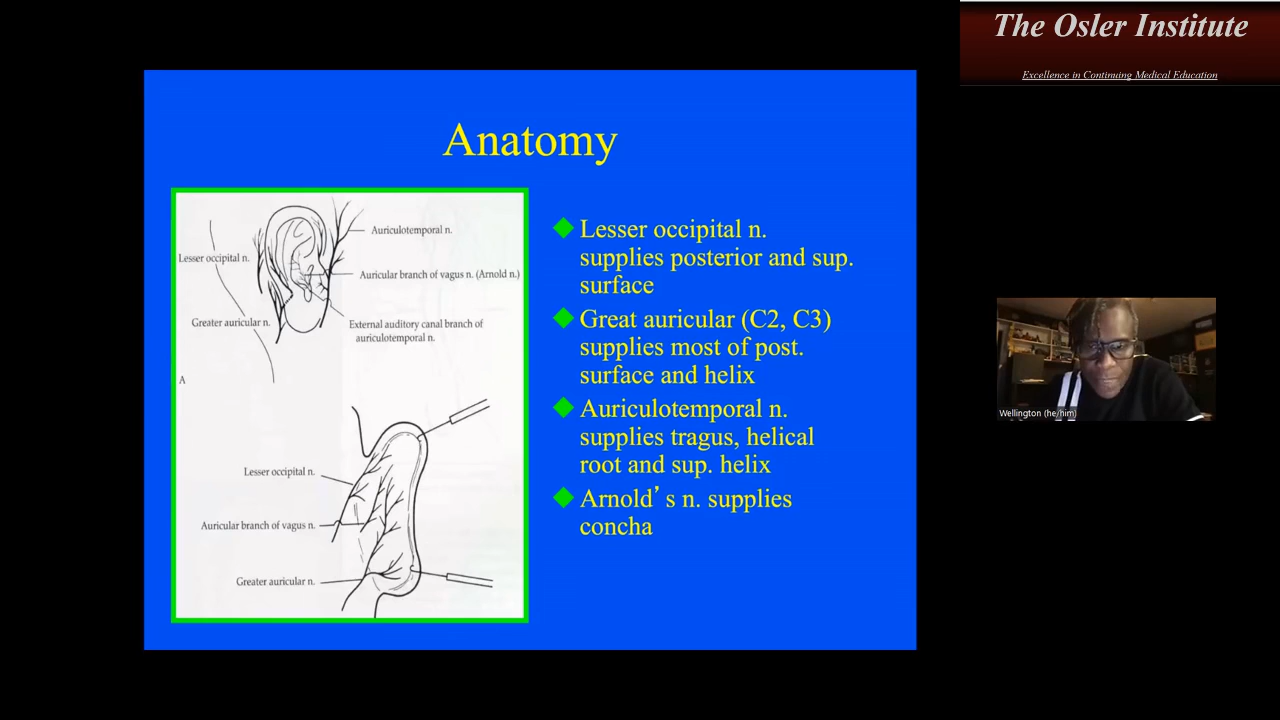 The Osler Institute
Excellence in Continuing Medical Education
Anatomy
Auriculotemporal n.
Lesser occipital n.
Auricular branch of vagus n. (Arnold n.)
Greater auricular n.
External auditory canal branch of
auriculotemporal n.
A
Lesser occipital n.
Auricular branch of vagus n.
Greater auricular n.
Lesser occipital n.
supplies posterior and sup.
surface
Great auricular (C2, C3)
supplies most of post.
surface and helix
Auriculotemporal n.
supplies tragus, helical
root and sup. helix
Arnold’s n. supplies
concha
Wellington (he/him)